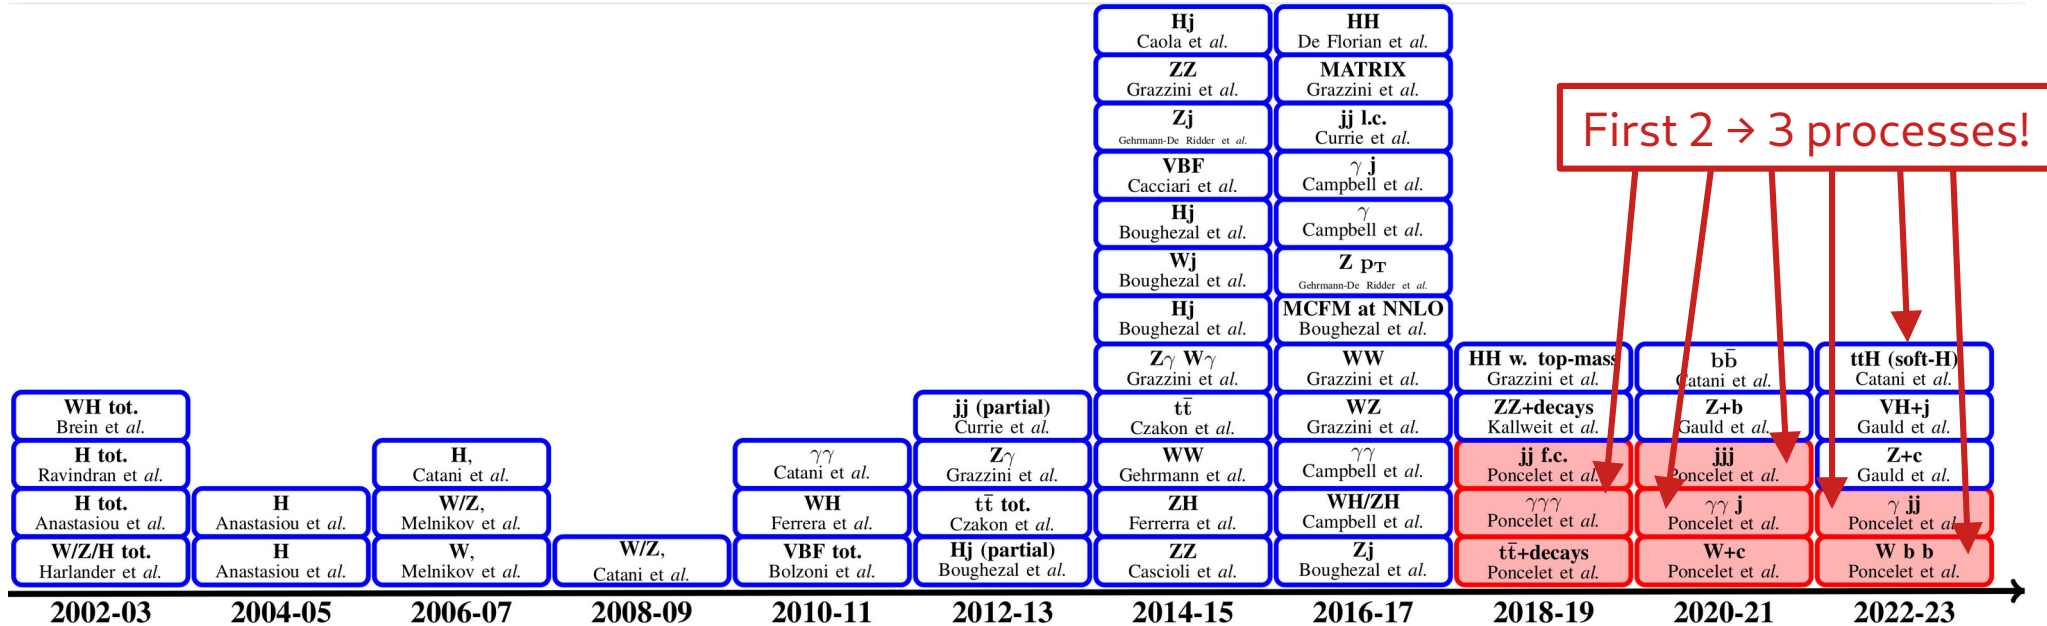 First 2 → 3 processes!
WH tot.
Brein et al.
H tot.
Ravindran et al.
H tot.
Anastasiou et al.
W/Z/H tot.
Harlander et al.
2002-03
H
Anastasiou et al.
H
Anastasiou et al.
2004-05
H,
Catani et al.
W/Z,
Melnikov et al.
W,
Melnikov et al.
2006-07
W/Z,
Catani et al.
2008-09
γγ
Catani et al.
WH
Ferrera et al.
VBF tot.
Bolzoni et al.
2010-11
jj (partial)
Currie et al.
Zγ
Grazzini et al.
tt̄ tot.
Czakon et al.
Hj (partial)
Boughezal et al.
2012-13
Hj
Caola et al.
ZZ
Grazzini et al.
Zj
Gehrmann-De Ridder et al.
VBF
Cacciari et al.
Hj
Boughezal et al.
Wj
Boughezal et al.
Hj
Boughezal et al.
Zγ Wγ
Grazzini et al.
tt̄
Czakon et al.
WW
Gehrmann et al.
ZH
Ferrerra et al.
ZZ
Cascioli et al.
2014-15
HH
De Florian et al.
MATRIX
Grazzini et al.
jj l.c.
Currie et al.
γ j
Campbell et al.
γ
Campbell et al.
Z pT
Gehrmann-De Ridder et al.
MCFM at NNLO
Boughezal et al.
WW
Grazzini et al.
WZ
Grazzini et al.
γγ
Campbell et al.
WH/ZH
Campbell et al.
Zj
Boughezal et al.
2016-17
HH w. top-mass
Grazzini et al.
ZZ+decays
Kallweit et al.
jj f.c.
Poncelet et al.
γγγ
Poncelet et al.
tt̄+decays
Poncelet et al.
2018-19
bb̄
Catani et al.
Z+b
Gauld et al.
jjj
Poncelet et al.
γγ j
Poncelet et al.
W+c
Poncelet et al.
2020-21
ttH (soft-H)
Catani et al.
VH+j
Gauld et al.
Z+c
Gauld et al.
γ jj
Poncelet et al.
W b b
Poncelet et al.
2022-23